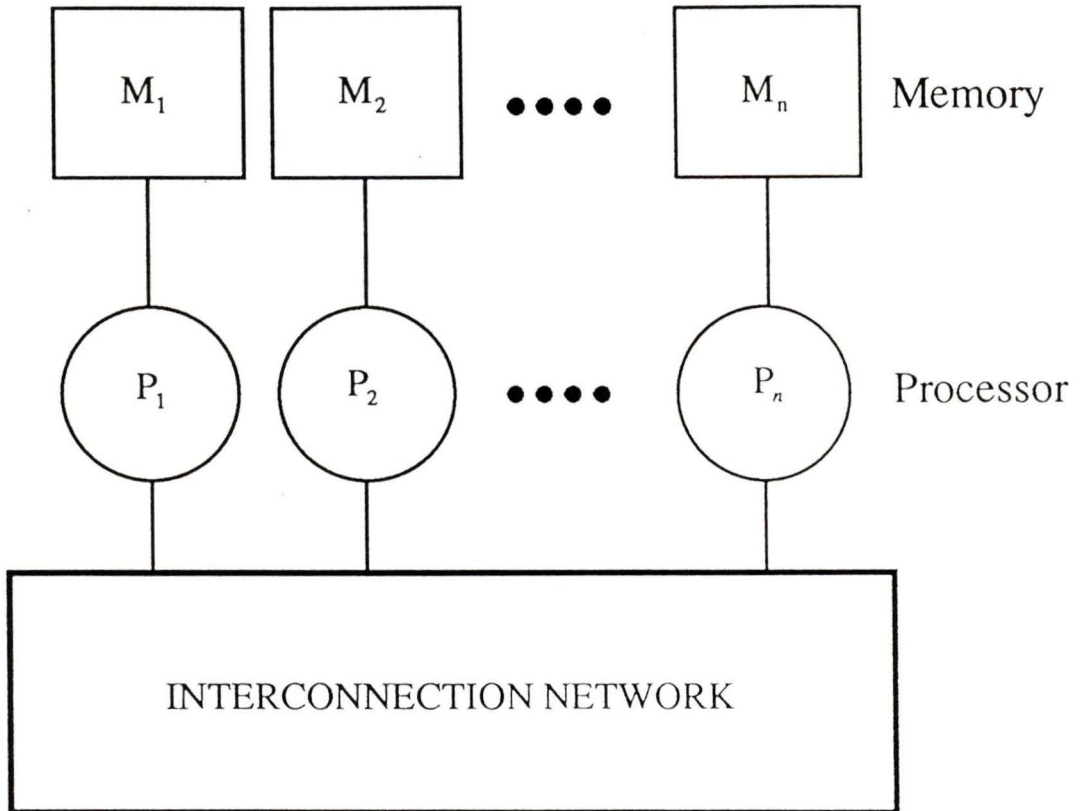 M₁ M₂ •••• Mₙ Memory
P₁ P₂ •••• Pₙ Processor
INTERCONNECTION NETWORK